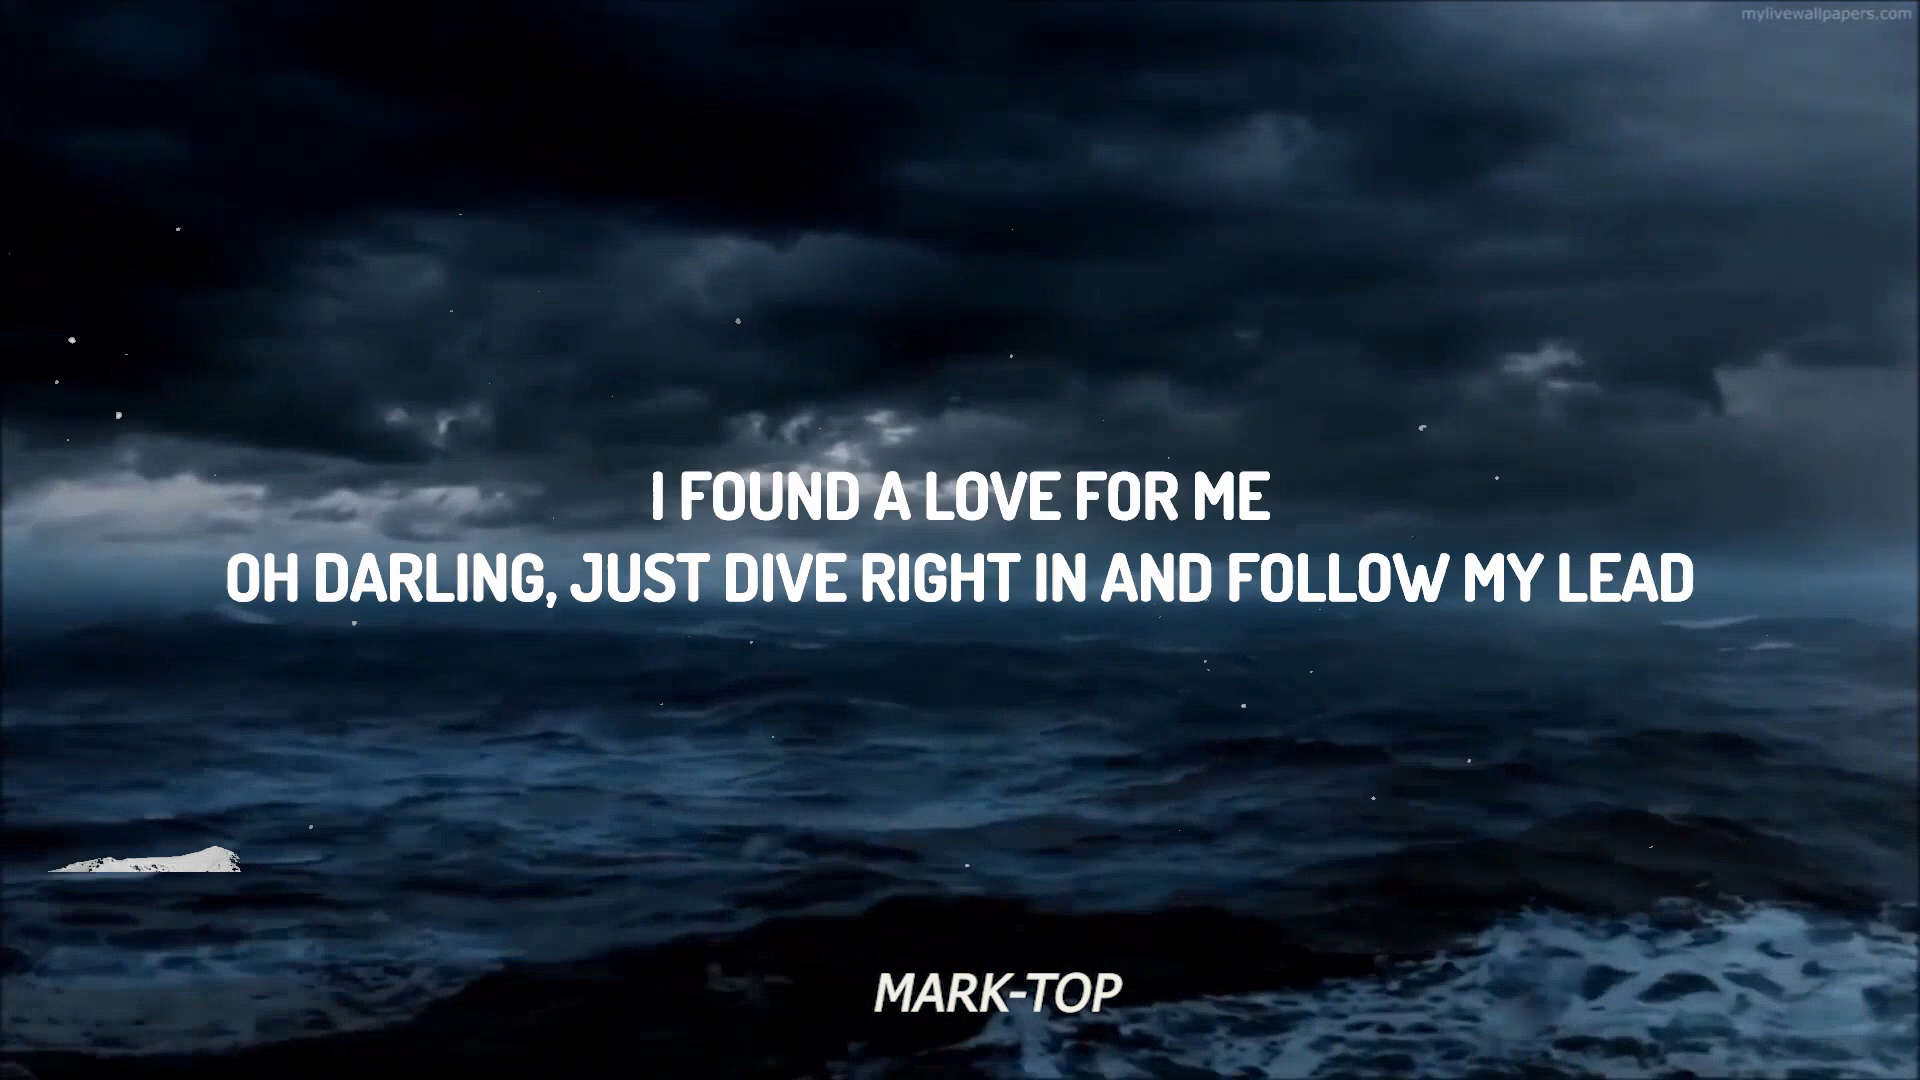 mylivewallpapers.com
I FOUND A LOVE FOR ME
OH DARLING, JUST DIVE RIGHT IN AND FOLLOW MY LEAD
MARK-TOP